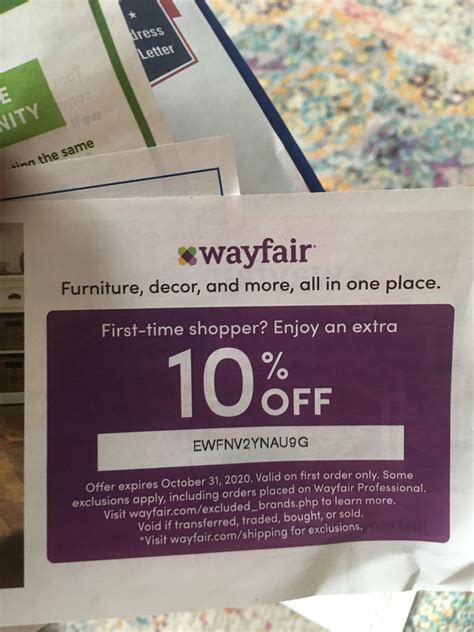 dress
Letter
E
NITY
ting the same
wayfair
Furniture, decor, and more, all in one place.
First-time shopper? Enjoy an extra
10% OFF
EWFNV2YNAU9G
Offer expires October 31, 2020. Valid on first order only. Some
exclusions apply, including orders placed on Wayfair Professional.
Visit wayfair.com/excluded_brands.php to learn more.
Void if transferred, traded, bought, or sold.
*Visit wayfair.com/shipping for exclusions.